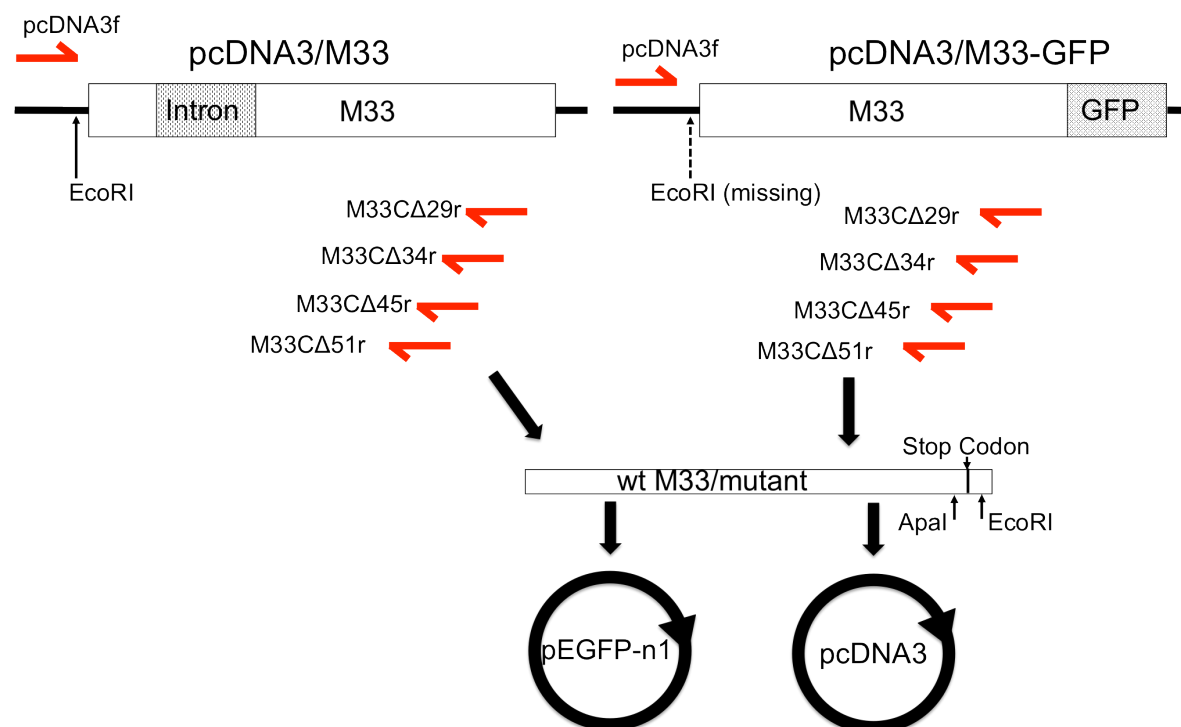 pcDNA3f
pcDNA3/M33
Intron
M33
EcoRI
M33CΔ29r
M33CΔ34r
M33CΔ45r
M33CΔ51r
pcDNA3f
pcDNA3/M33-GFP
M33
GFP
EcoRI (missing)
M33CΔ29r
M33CΔ34r
M33CΔ45r
M33CΔ51r
Stop Codon
wt M33/mutant
ApaI
EcoRI
pEGFP-n1
pcDNA3